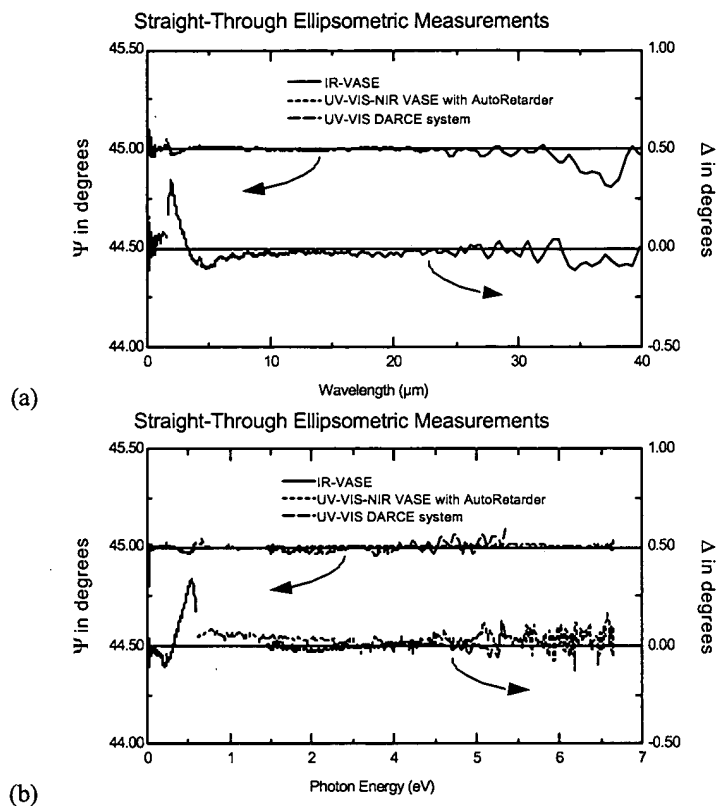 Straight-Through Ellipsometric Measurements
45.50
45.00
44.50
44.00
Ψ in degrees
IR-VASE
UV-VIS-NIR VASE with AutoRetarder
UV-VIS DARCE system
1.00
0.50
0.00
-0.50
Δ in degrees
0 5 10 20 30 40
Wavelength (μm)
(a)
Straight-Through Ellipsometric Measurements
45.50
45.00
44.50
44.00
Ψ in degrees
IR-VASE
UV-VIS-NIR VASE with AutoRetarder
UV-VIS DARCE system
1.00
0.50
0.00
-0.50
Δ in degrees
0 1 2 3 4 5 6 7
Photon Energy (eV)
(b)